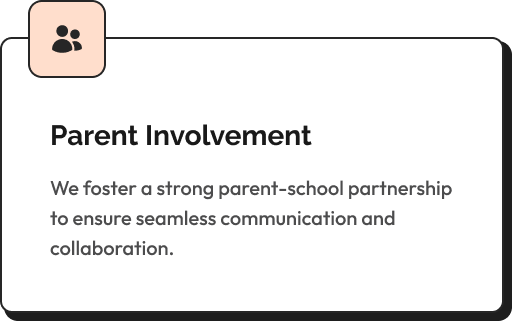 Parent Involvement
We foster a strong parent-school partnership
to ensure seamless communication and
collaboration.